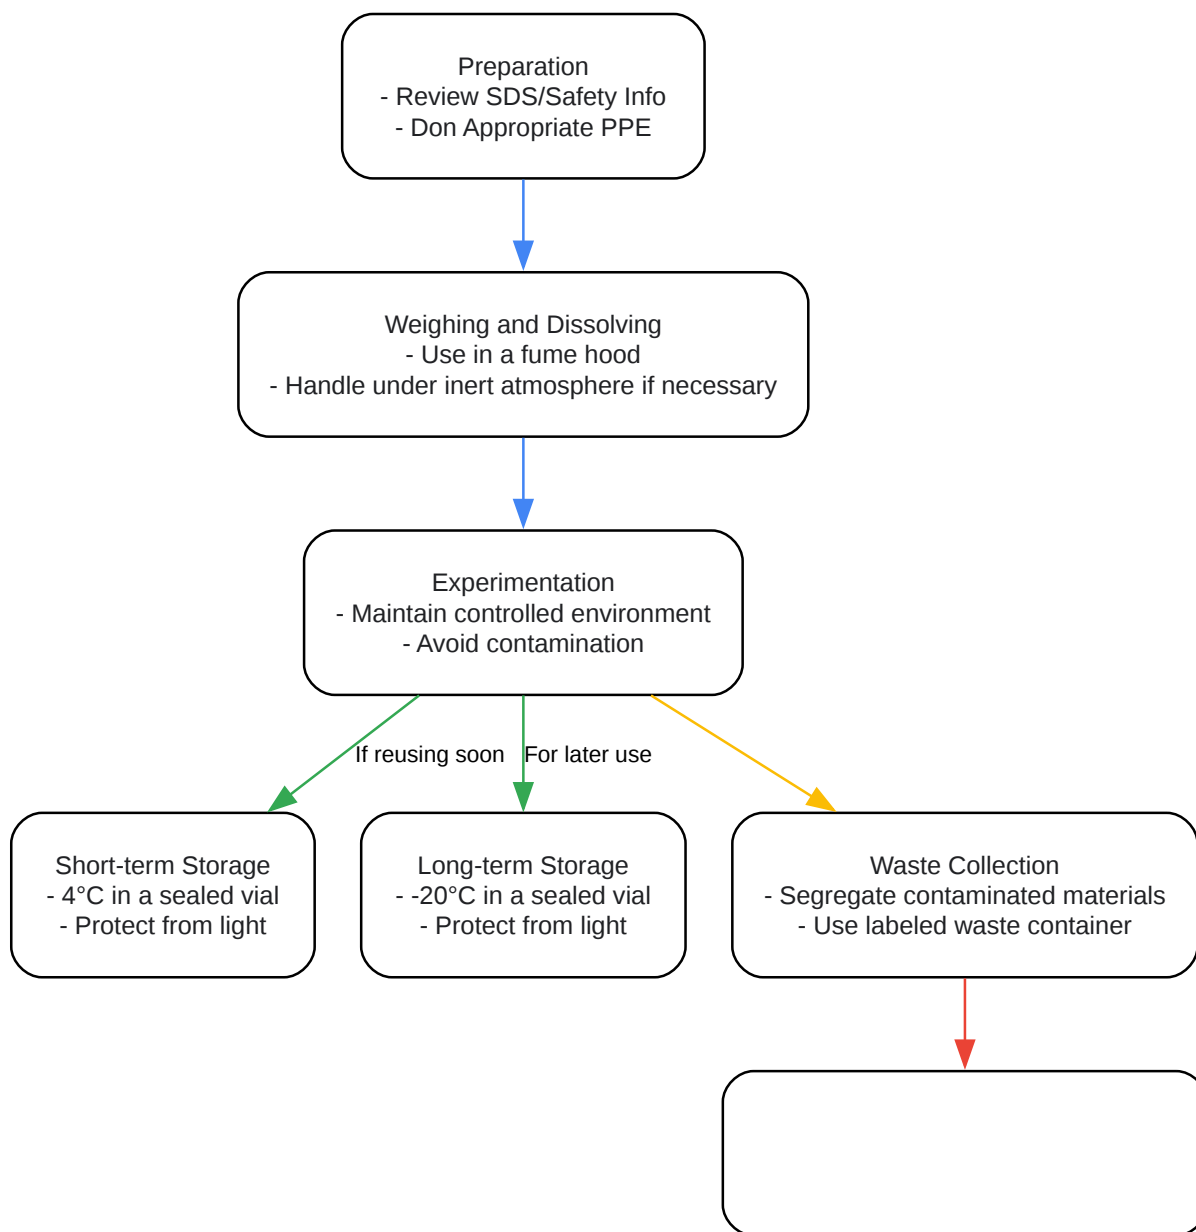 Preparation
- Review SDS/Safety Info
- Don Appropriate PPE
Weighing and Dissolving
- Use in a fume hood
- Handle under inert atmosphere if necessary
Experimentation
- Maintain controlled environment
- Avoid contamination
If reusing soon
For later use
Short-term Storage
- 4°C in a sealed vial
- Protect from light
Long-term Storage
- -20°C in a sealed vial
- Protect from light
Waste Collection
- Segregate contaminated materials
- Use labeled waste container